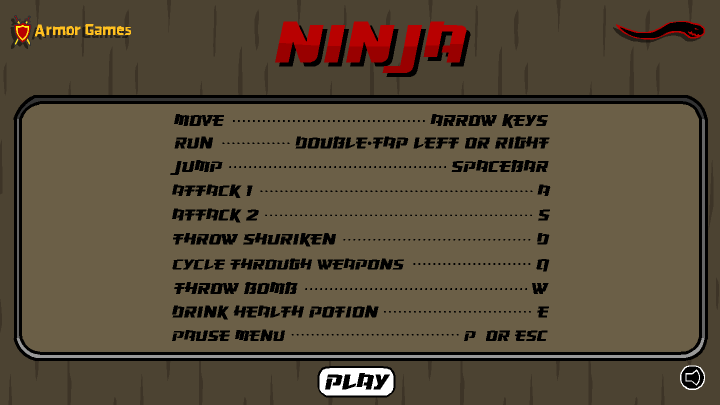 Armor Games
NINJA
MOVE ARROW KEYS
RUN DOUBLE-TAP LEFT OR RIGHT
JUMP SPACEBAR
ATTACK 1 A
ATTACK 2 S
THROW SHURIKEN D
CYCLE THROUGH WEAPONS Q
THROW BOMB W
DRINK HEALTH POTION E
PAUSE MENU P OR ESC
PLAY